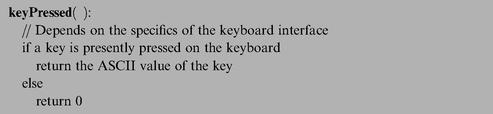 keyPressed( ):
// Depends on the specifics of the keyboard interface
if a key is presently pressed on the keyboard
return the ASCII value of the key
else
return 0